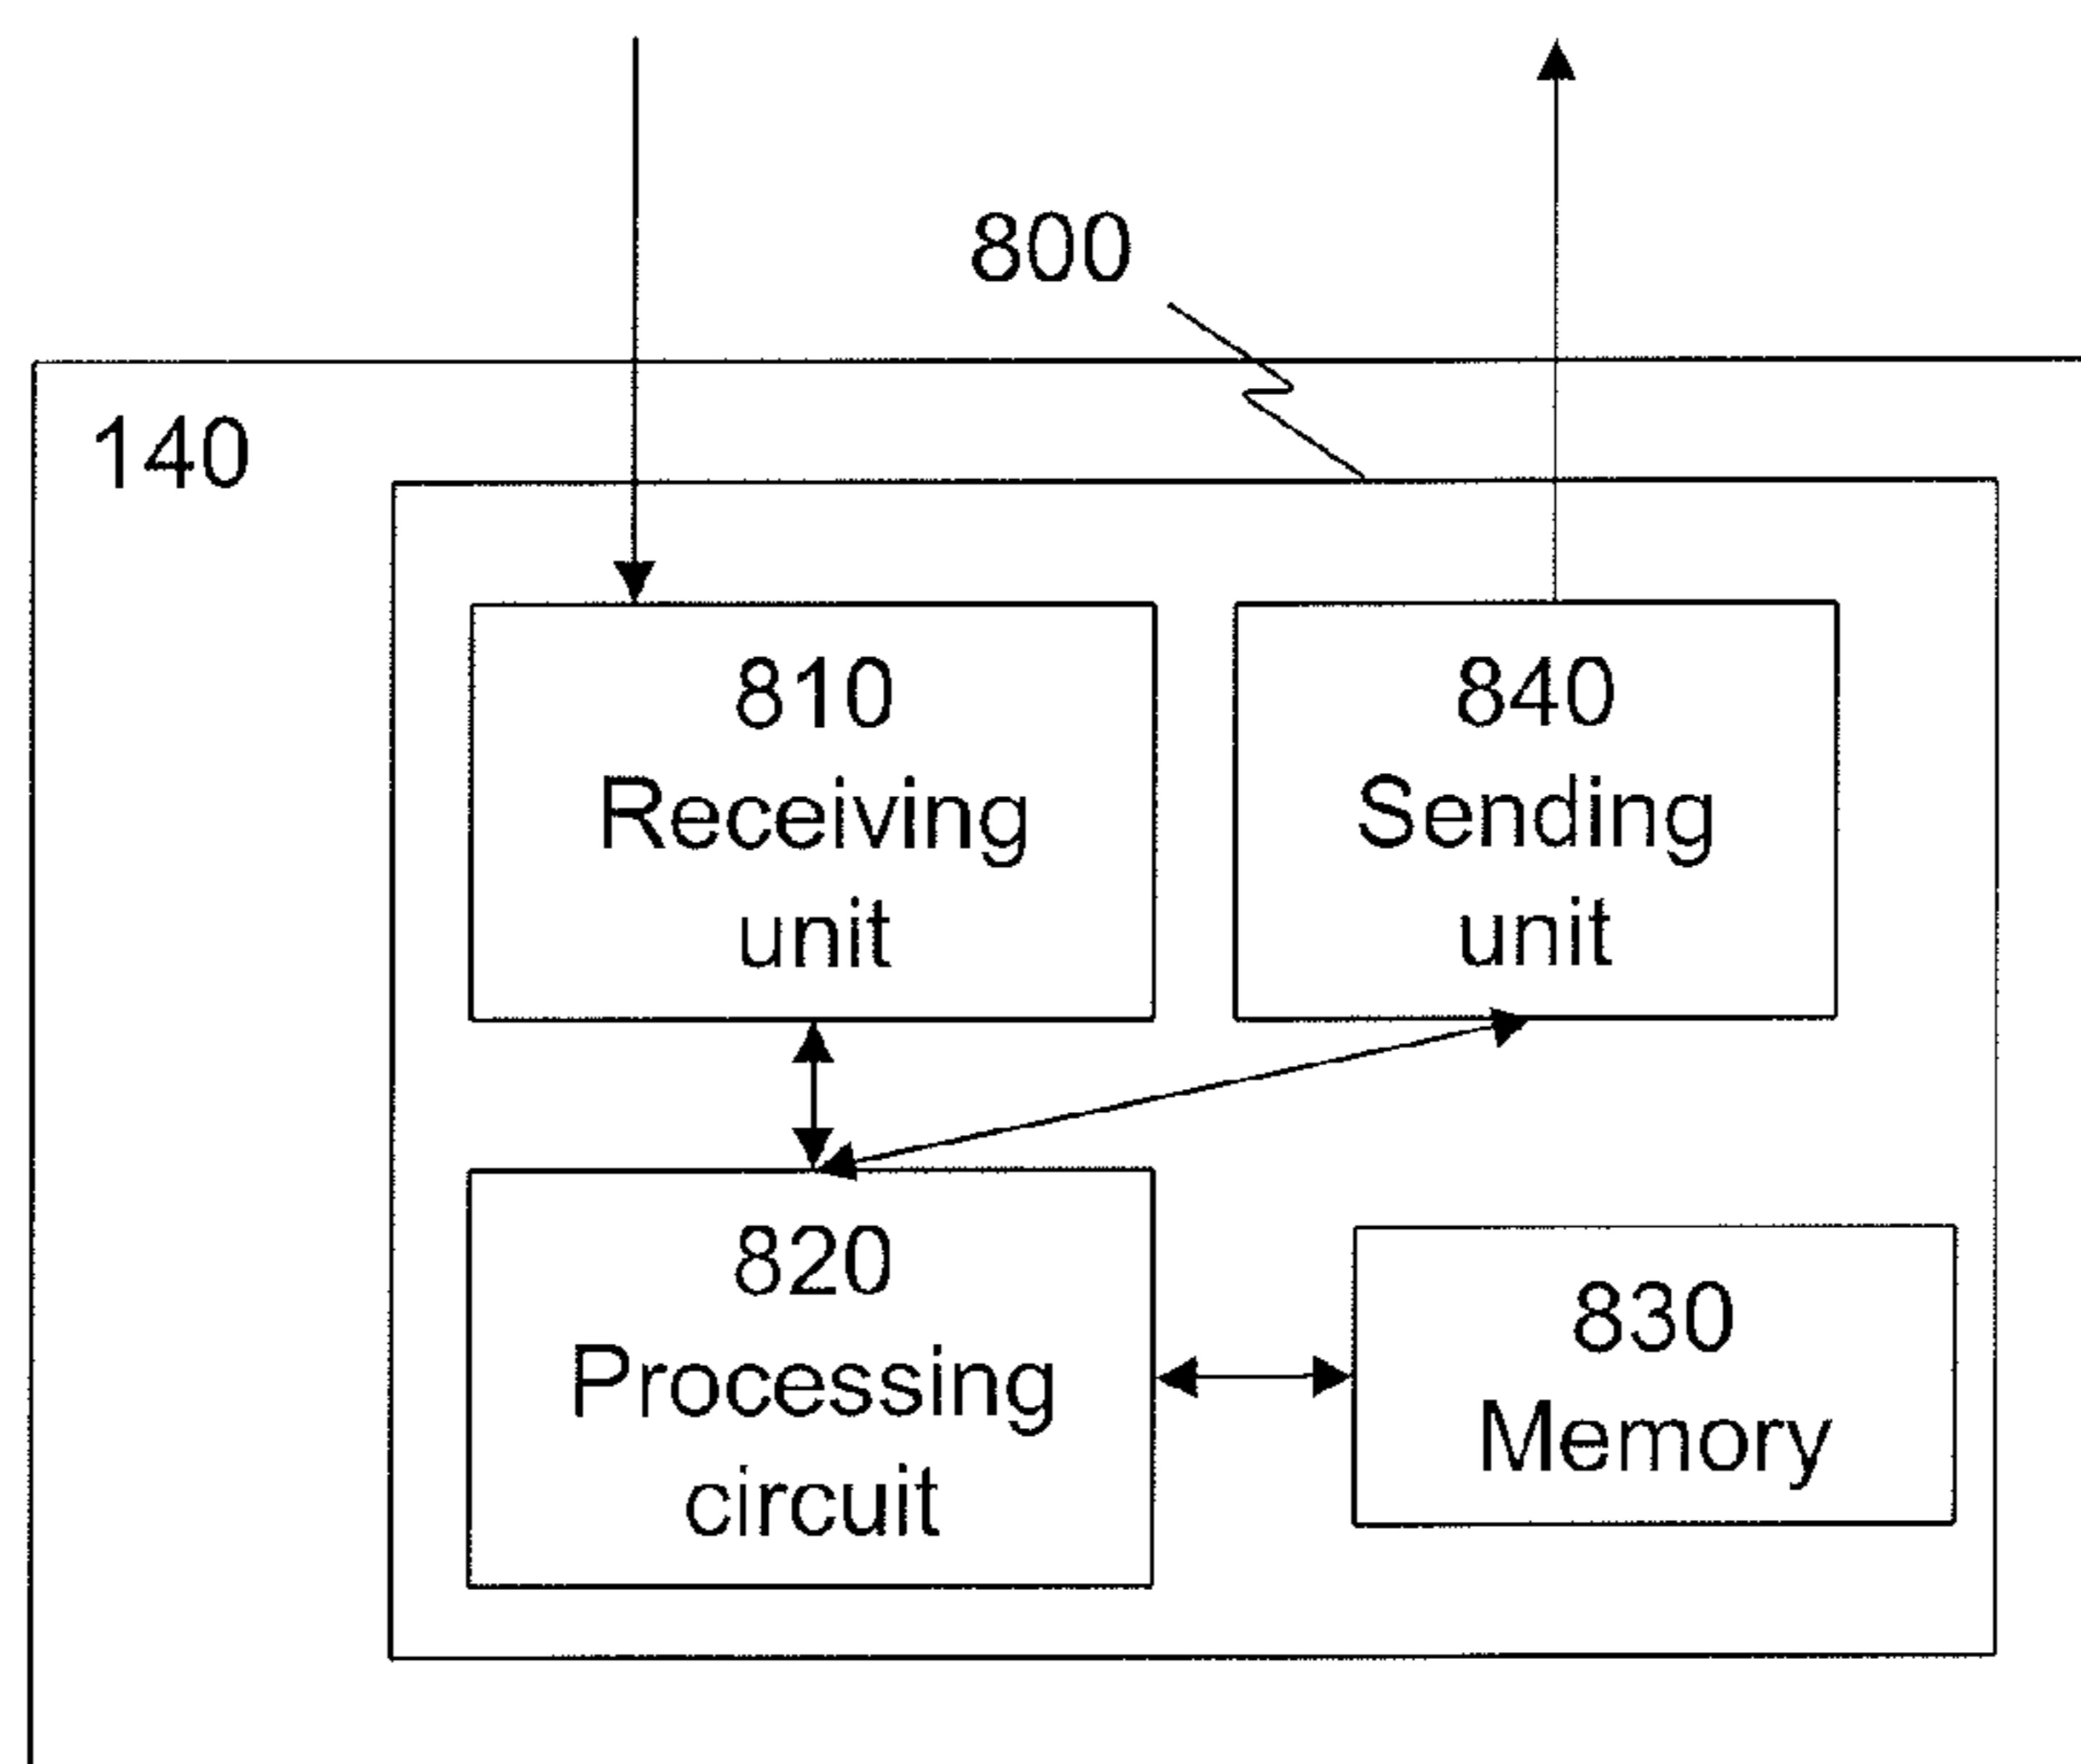 800
140
810
Receiving
unit
840
Sending
unit
820
Processing
circuit
830
Memory